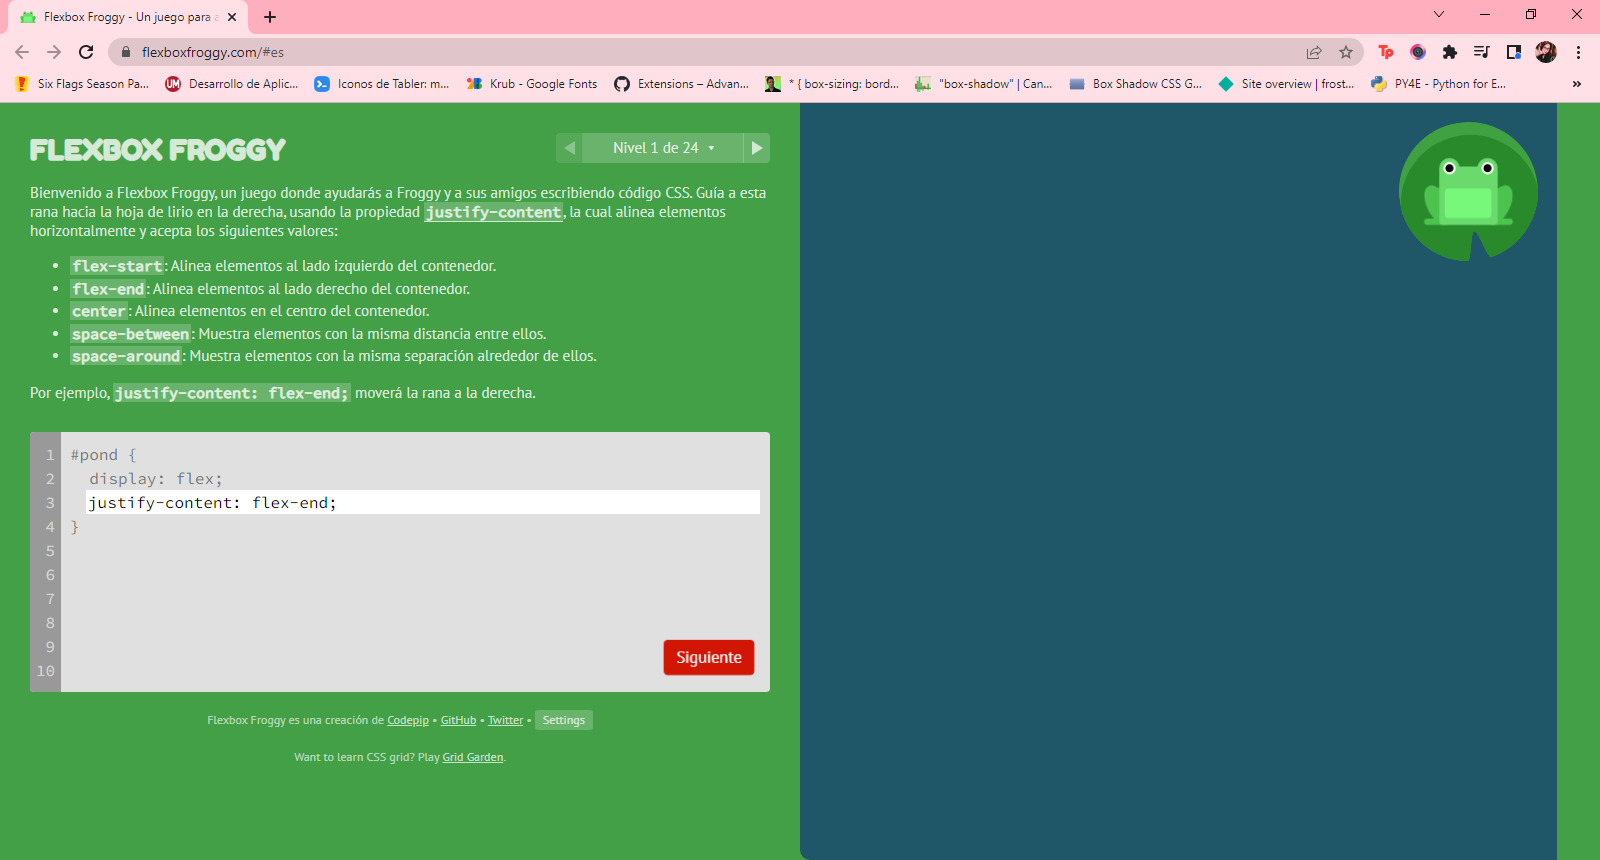 Flexbox Froggy - Un juego para a
flexboxfroggy.com/#es
Six Flags Season Pa...
Desarrollo de Aplic...
Iconos de Tabler: m...
Krub - Google Fonts
Extensions – Advan...
* { box-sizing: bord...
"box-shadow" | Can...
Box Shadow CSS G...
Site overview | frost...
PY4E - Python for E...
»
FLEXBOX FROGGY
Nivel 1 de 24
Bienvenido a Flexbox Froggy, un juego donde ayudarás a Froggy y a sus amigos escribiendo código CSS. Guía a esta
rana hacia la hoja de lirio en la derecha, usando la propiedad justify-content, la cual alinea elementos
horizontalmente y acepta los siguientes valores:
• flex-start: Alinea elementos al lado izquierdo del contenedor.
• flex-end: Alinea elementos al lado derecho del contenedor.
• center: Alinea elementos en el centro del contenedor.
• space-between: Muestra elementos con la misma distancia entre ellos.
• space-around: Muestra elementos con la misma separación alrededor de ellos.
Por ejemplo, justify-content: flex-end; moverá la rana a la derecha.
1 #pond {
2 display: flex;
3 justify-content: flex-end;
4 }
5
6
7
8
9
10
Siguiente
Flexbox Froggy es una creación de Codepip • GitHub • Twitter • Settings
Want to learn CSS grid? Play Grid Garden.